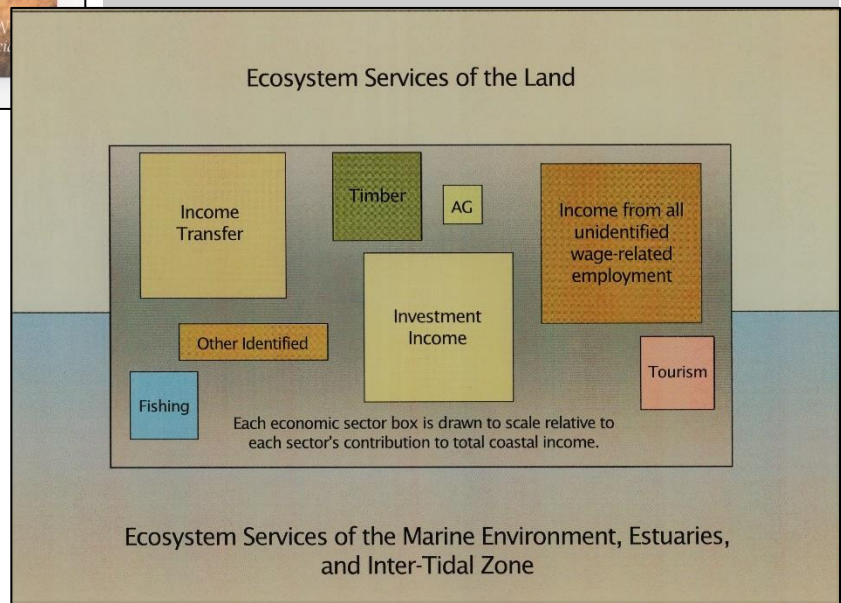 Ecosystem Services of the Land
Income
Transfer
Timber
AG
Income from all
unidentified
wage-related
employment
Investment
Income
Other Identified
Tourism
Fishing
Each economic sector box is drawn to scale relative to
each sector's contribution to total coastal income.
Ecosystem Services of the Marine Environment, Estuaries,
and Inter-Tidal Zone